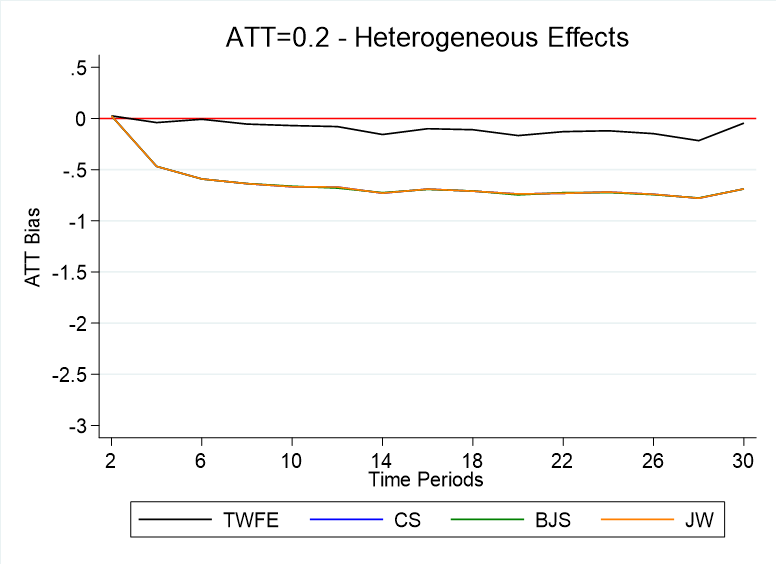 ATT=0.2 - Heterogeneous Effects
.5
0
-.5
-1
-1.5
-2
-2.5
-3
ATT Bias
2 6 10 14 18 22 26 30
Time Periods
TWFE CS BJS JW